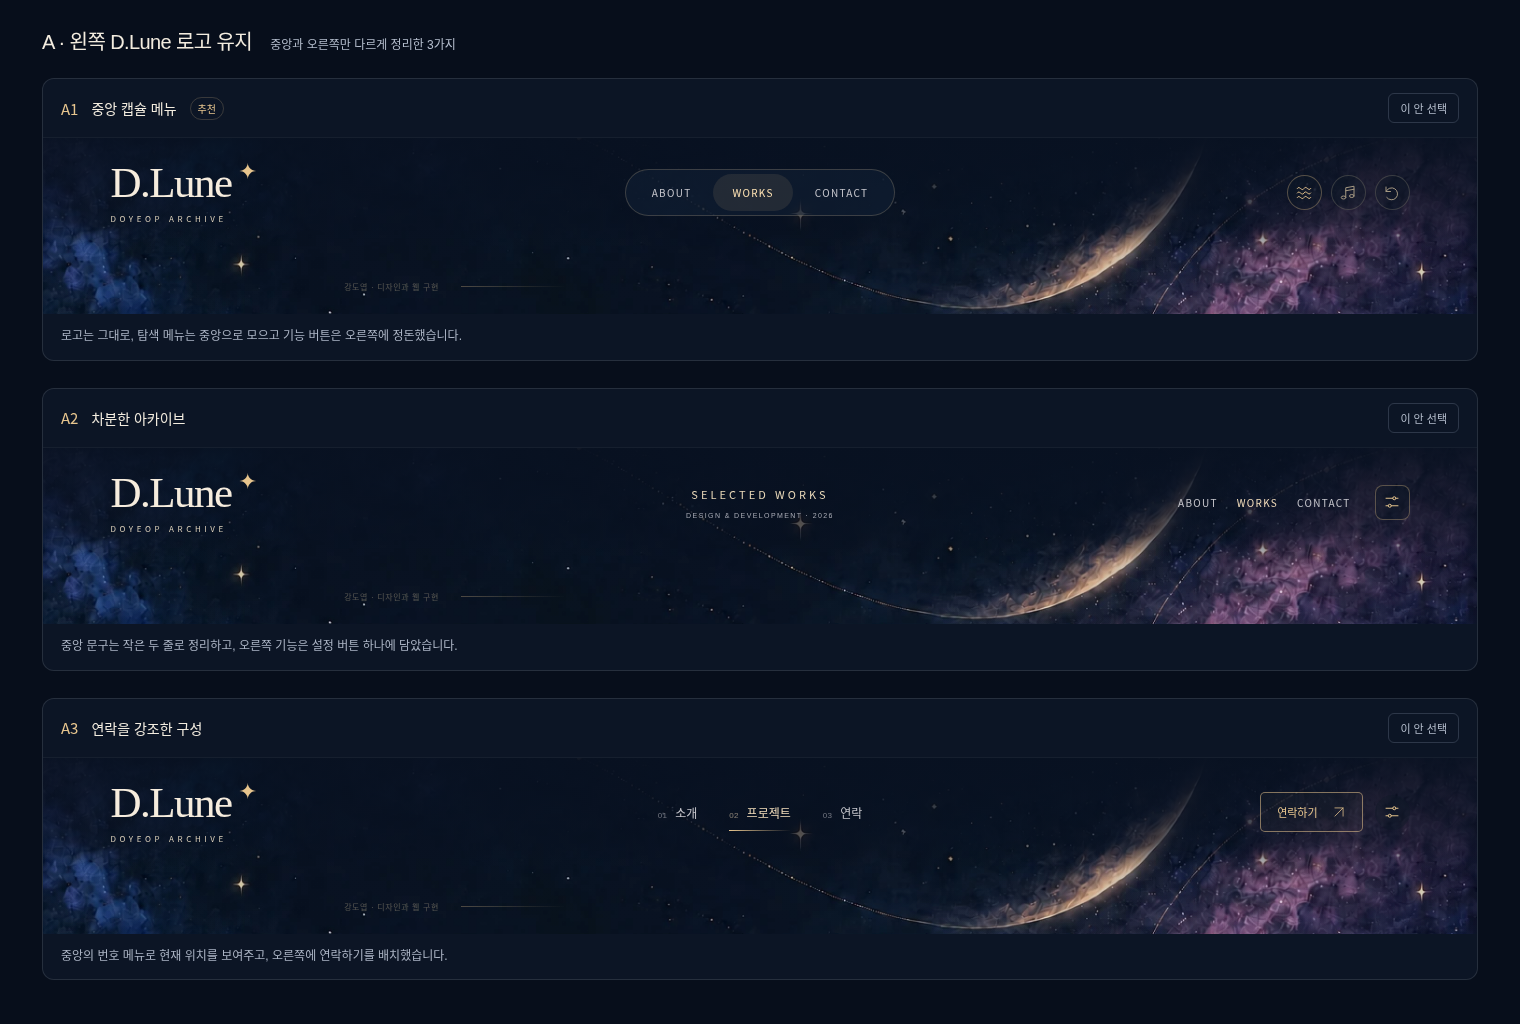 A · 왼쪽 D.Lune 로고 유지 중앙과 오른쪽만 다르게 정리한 3가지
A1 중앙 캡슐 메뉴 추천 이 안 선택
D.Lune
DOYEOP ARCHIVE
ABOUT WORKS CONTACT
강도엽 · 디자인과 웹 구현
로고는 그대로, 탐색 메뉴는 중앙으로 모으고 기능 버튼은 오른쪽에 정돈했습니다.
A2 차분한 아카이브 이 안 선택
D.Lune
DOYEOP ARCHIVE
SELECTED WORKS
DESIGN & DEVELOPMENT · 2026
ABOUT WORKS CONTACT
강도엽 · 디자인과 웹 구현
중앙 문구는 작은 두 줄로 정리하고, 오른쪽 기능은 설정 버튼 하나에 담았습니다.
A3 연락을 강조한 구성 이 안 선택
D.Lune
DOYEOP ARCHIVE
01 소개 02 프로젝트 03 연락
연락하기
강도엽 · 디자인과 웹 구현
중앙의 번호 메뉴로 현재 위치를 보여주고, 오른쪽에 연락하기를 배치했습니다.